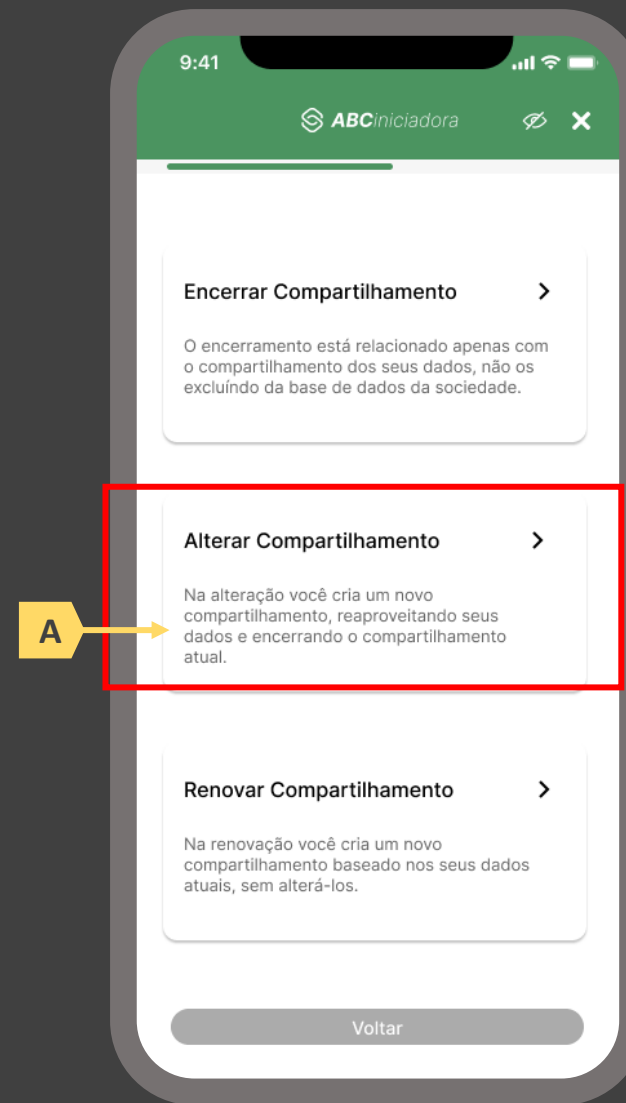 9:41
ABCiniciadora
Encerrar Compartilhamento
O encerramento está relacionado apenas com
o compartilhamento dos seus dados, não os
excluíndo da base de dados da sociedade.
Alterar Compartilhamento
Na alteração você cria um novo
compartilhamento, reaproveitando seus
dados e encerrando o compartilhamento
atual.
A
Renovar Compartilhamento
Na renovação você cria um novo
compartilhamento baseado nos seus dados
atuais, sem alterá-los.
Voltar